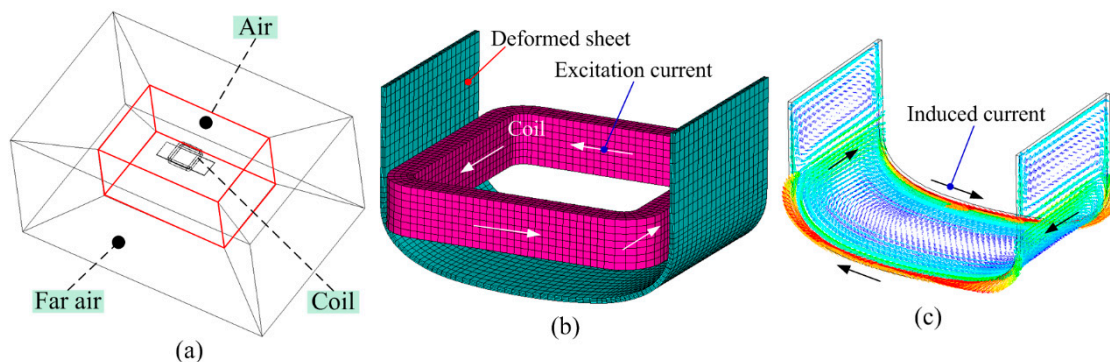 Air
Far air
Coil
(a)
Deformed sheet
Excitation current
Coil
(b)
Induced current
(c)